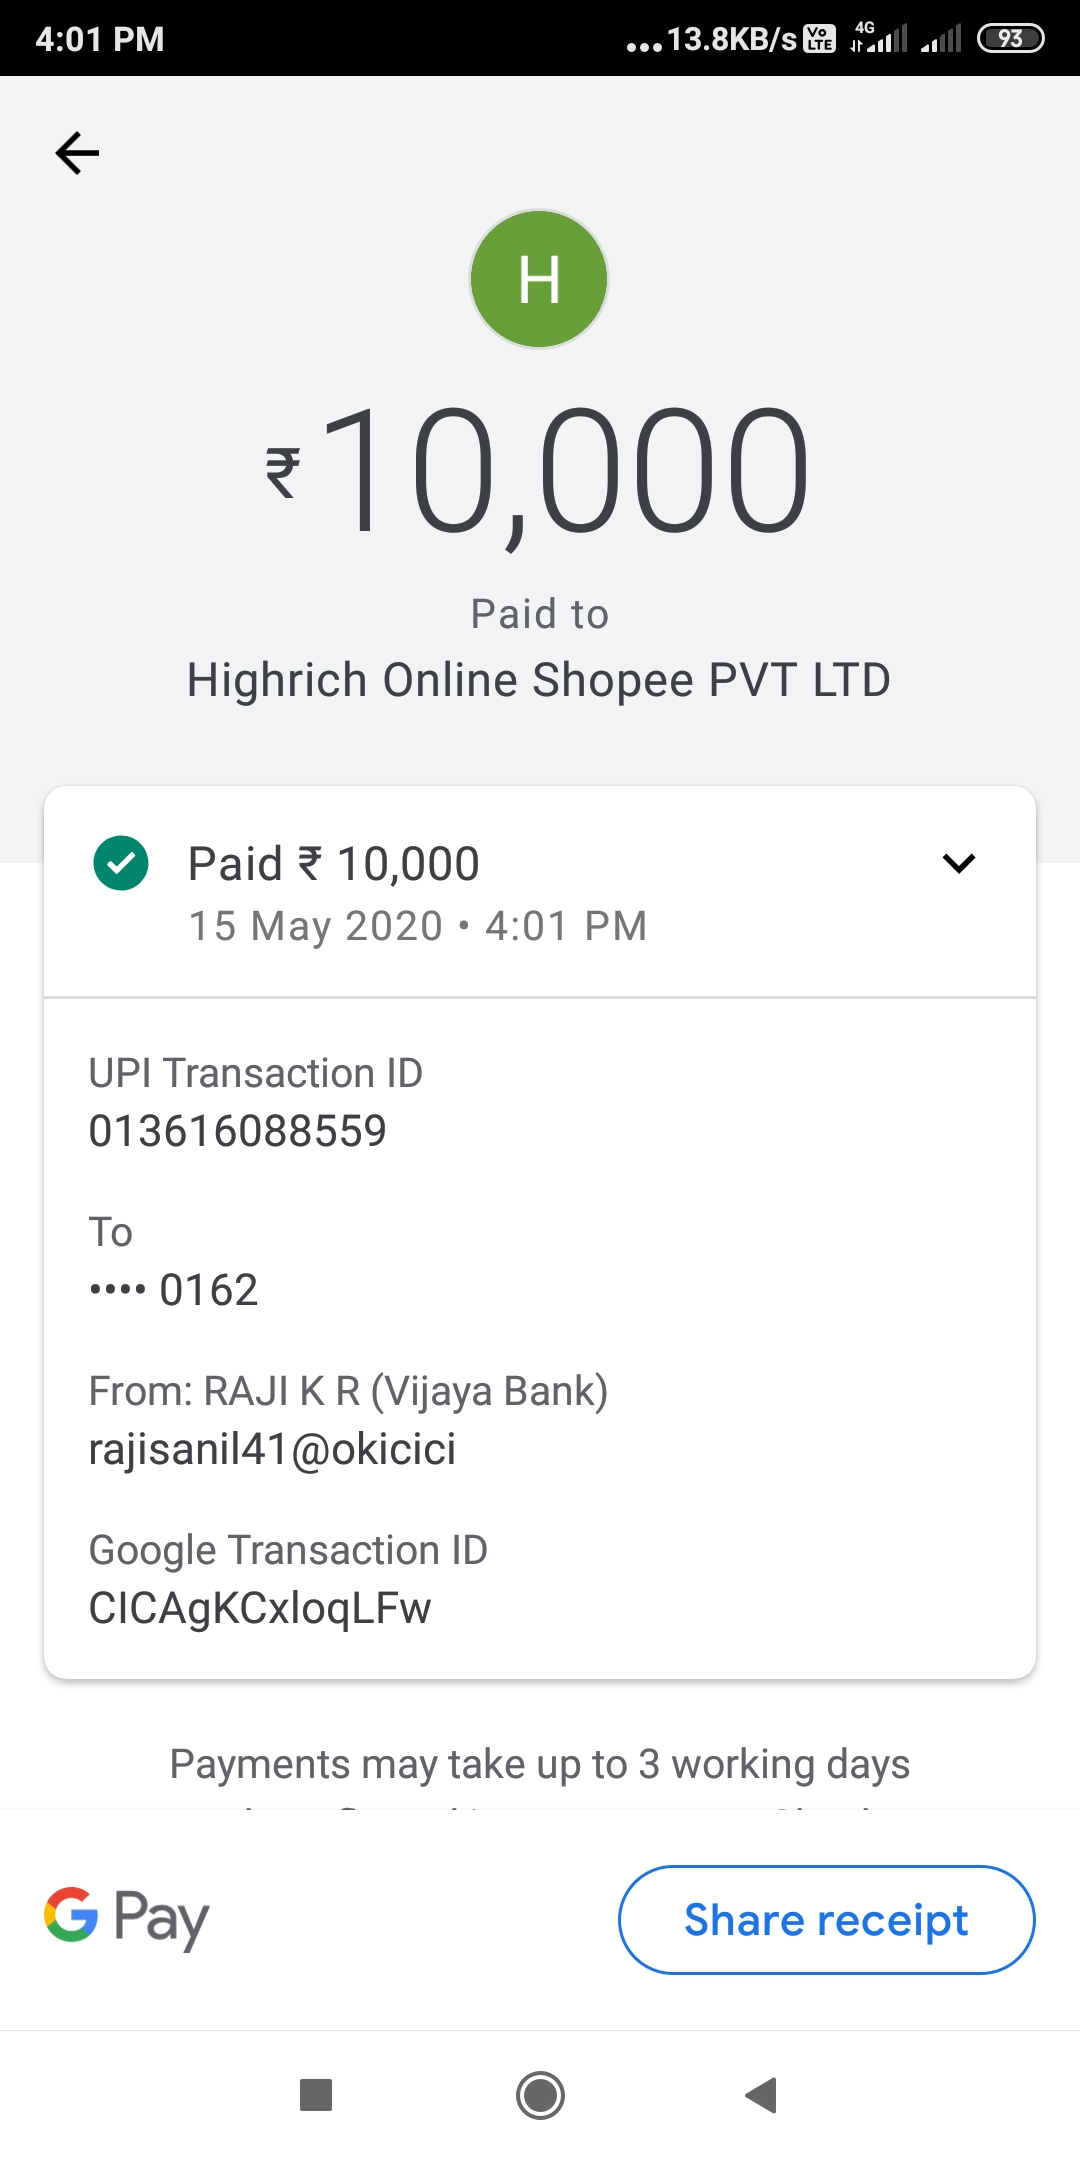 4:01 PM
...13.8KB/s Vo LTE 4G 93
H
₹10,000
Paid to
Highrich Online Shopee PVT LTD
Paid ₹ 10,000
15 May 2020 • 4:01 PM
UPI Transaction ID
013616088559
To
•••• 0162
From: RAJI K R (Vijaya Bank)
rajisanil41@okicici
Google Transaction ID
CICAgKCxloqLFw
Payments may take up to 3 working days
G Pay
Share receipt